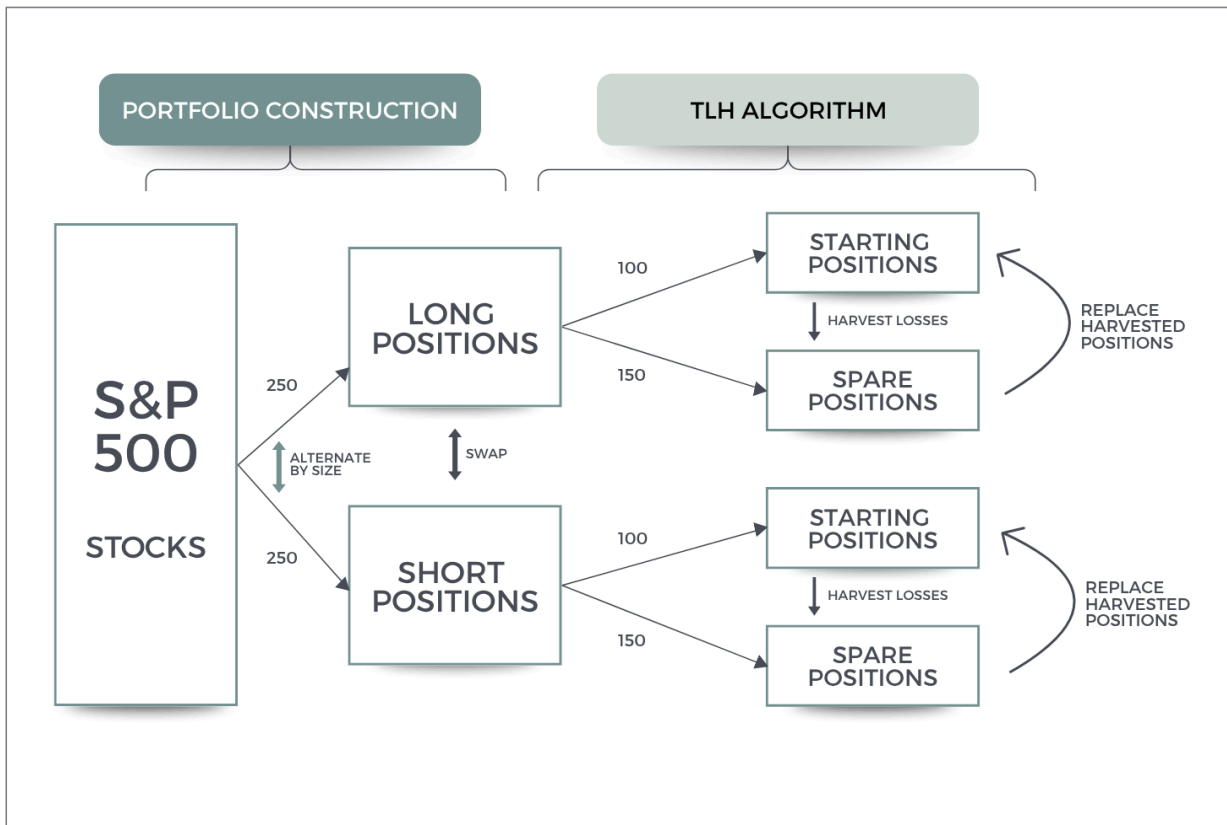 PORTFOLIO CONSTRUCTION
TLH ALGORITHM
S&P
500
STOCKS
250
ALTERNATE
BY SIZE
250
LONG
POSITIONS
SWAP
SHORT
POSITIONS
100
150
STARTING
POSITIONS
HARVEST LOSSES
SPARE
POSITIONS
REPLACE
HARVESTED
POSITIONS
100
150
STARTING
POSITIONS
HARVEST LOSSES
SPARE
POSITIONS
REPLACE
HARVESTED
POSITIONS